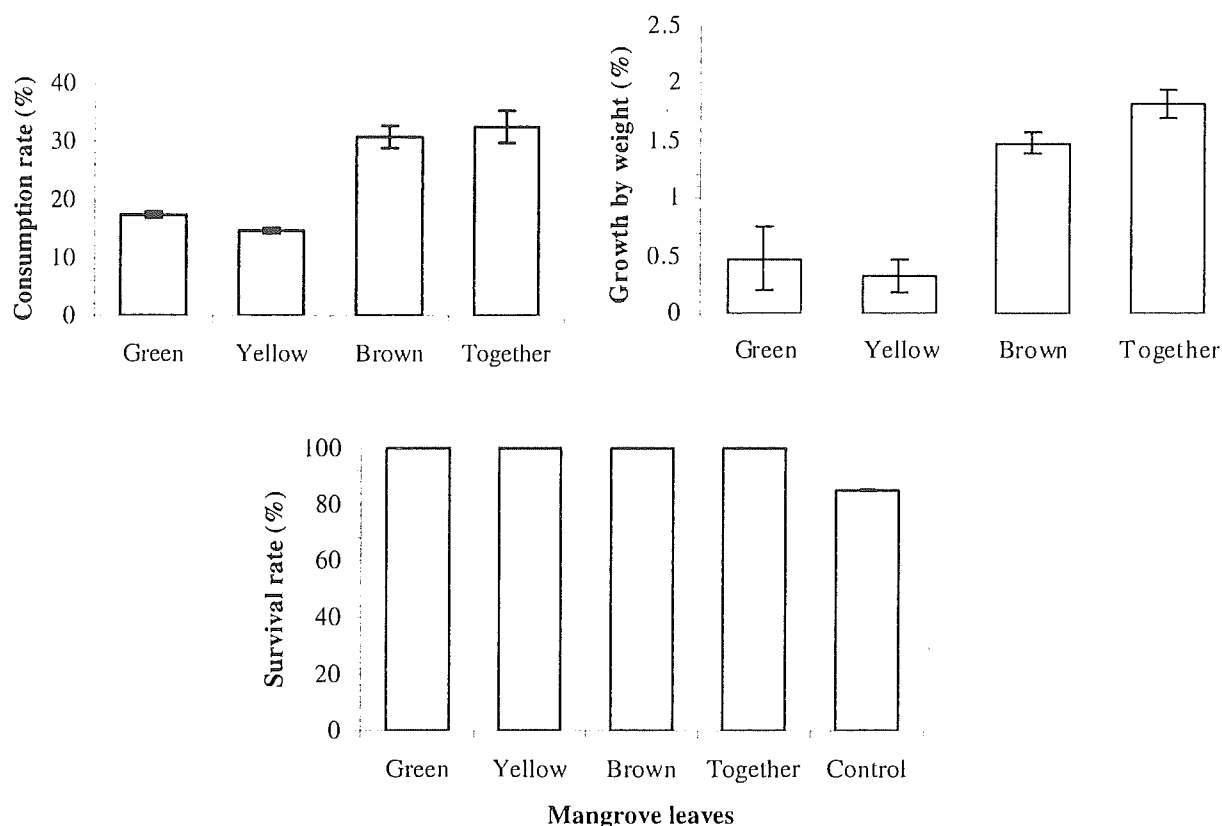 Consumption rate (%)
40
30
20
10
0
Green Yellow Brown Together
Growth by weight (%)
2.5
2
1.5
1
0.5
0
Green Yellow Brown Together
Survival rate (%)
100
80
60
40
20
0
Green Yellow Brown Together Control
Mangrove leaves